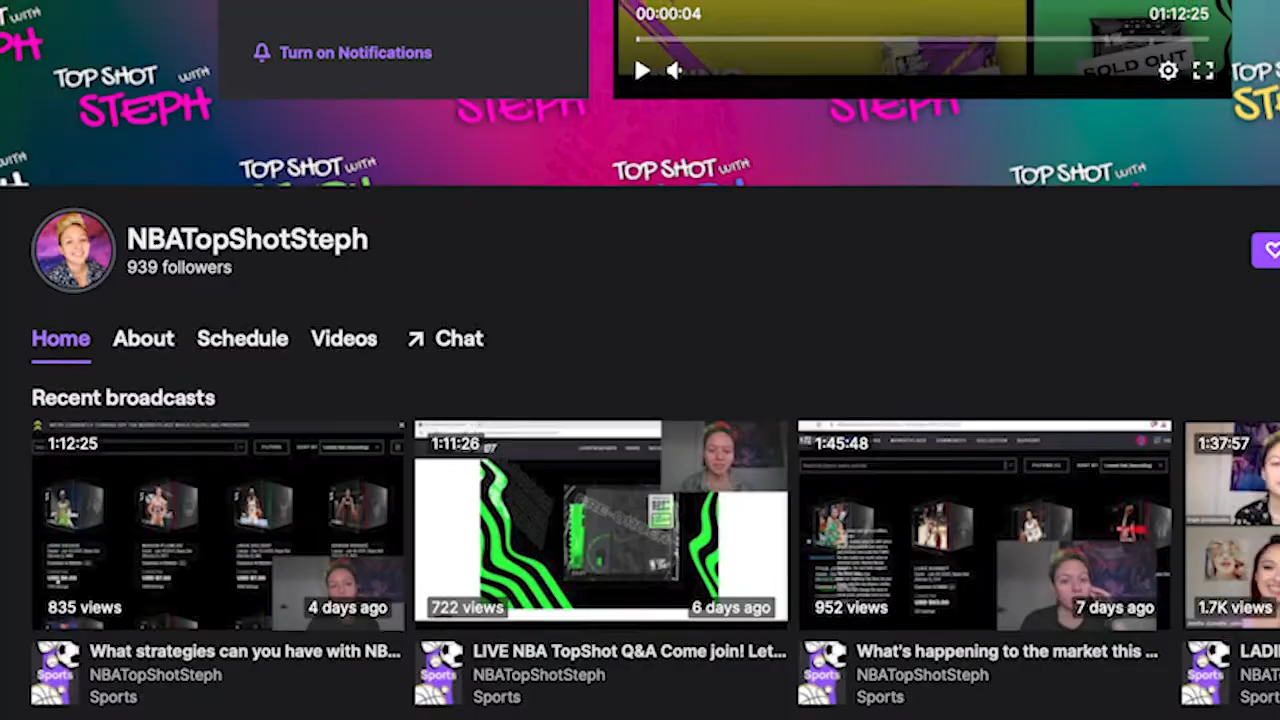 00:00:04
01:12:25
Turn on Notifications
SOLD OUT
TOP SHOT WITH
STEPH
STEPH
STEPH
TOP SHOT WITH
TOP SHOT WITH
TOP SHOT WITH
NBATopShotSteph
939 followers
Home About Schedule Videos Chat
Recent broadcasts
1:12:25
835 views
4 days ago
What strategies can you have with NB...
NBATopShotSteph
Sports
1:11:26
722 views
6 days ago
LIVE NBA TopShot Q&A Come join! Let...
NBATopShotSteph
Sports
1:45:48
952 views
7 days ago
What's happening to the market this ...
NBATopShotSteph
Sports
1:37:57
1.7K views
LADI
NBAT
Sport
Sports
Sports
Sports
Sports